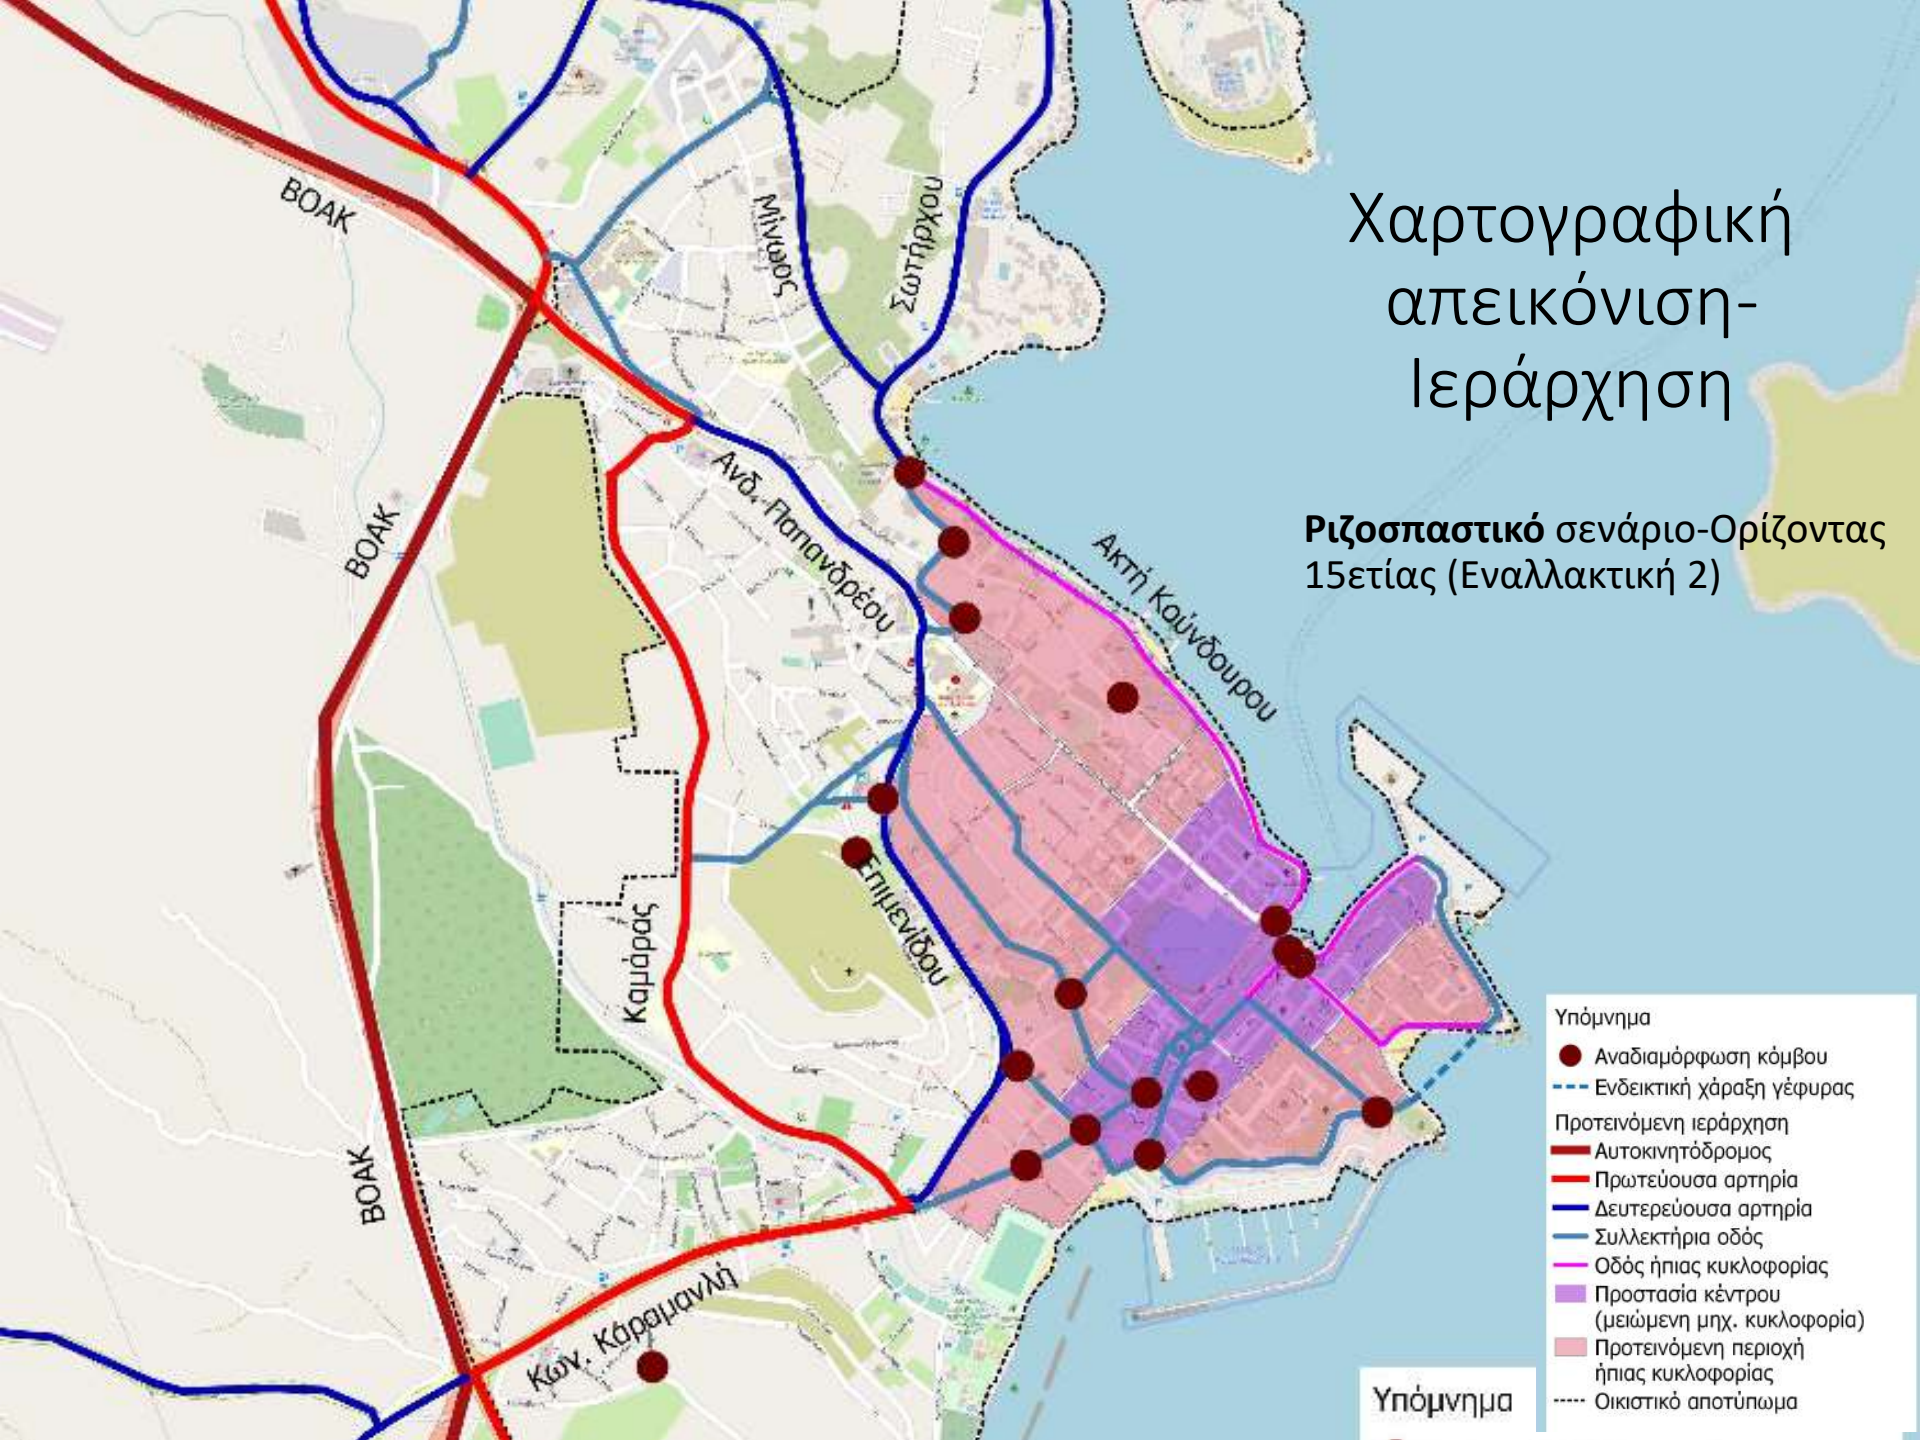 Χαρτογραφική
απεικόνιση-
Ιεράρχηση
Ριζοσπαστικό σενάριο-Ορίζοντας
15ετίας (Εναλλακτική 2)
ΒΟΑΚ
Μίνωος
Σωτήρχου
Ανδ. Παπανδρέου
ΒΟΑΚ
Ακτή Κούνδουρου
Επιμενίδου
Καμάρας
ΒΟΑΚ
Κων. Κάραμανλή
Υπόμνημα
Αναδιαμόρφωση κόμβου
Ενδεικτική χάραξη γέφυρας
Προτεινόμενη ιεράρχηση
Αυτοκινητόδρομος
Πρωτεύουσα αρτηρία
Δευτερεύουσα αρτηρία
Συλλεκτήρια οδός
Οδός ήπιας κυκλοφορίας
Προστασία κέντρου
(μειώμενη μηχ. κυκλοφορία)
Προτεινόμενη περιοχή
ήπιας κυκλοφορίας
Οικιστικό αποτύπωμα
Υπόμνημα